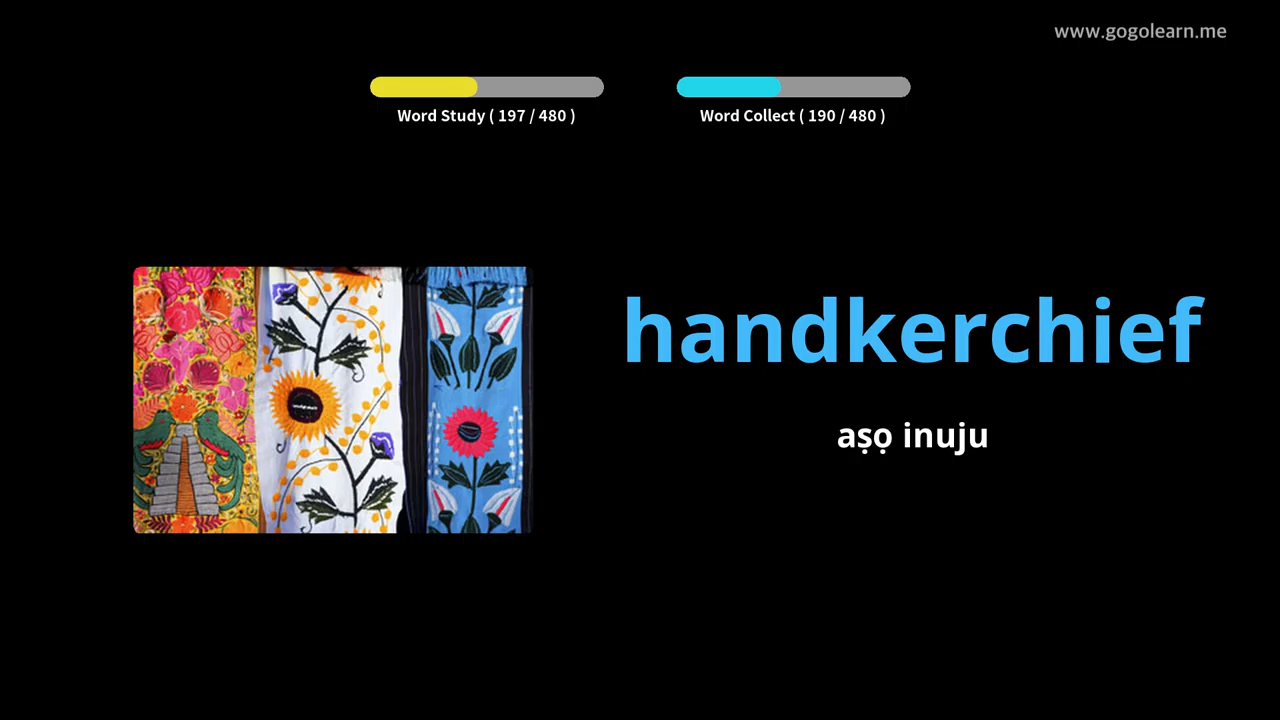 www.gogolearn.me
Word Study ( 197 / 480 )
Word Collect ( 190 / 480 )
handkerchief
aṣọ inuju